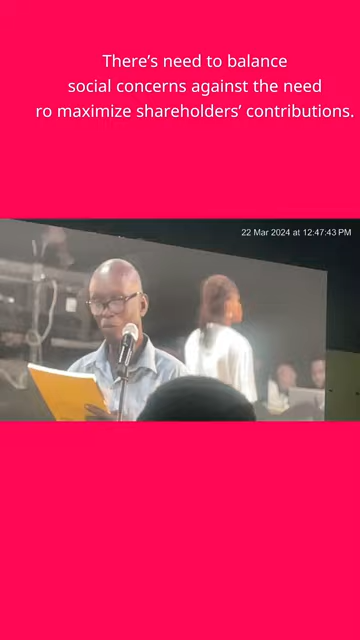 There’s need to balance
social concerns against the need
ro maximize shareholders’ contributions.
22 Mar 2024 at 12:47:43 PM